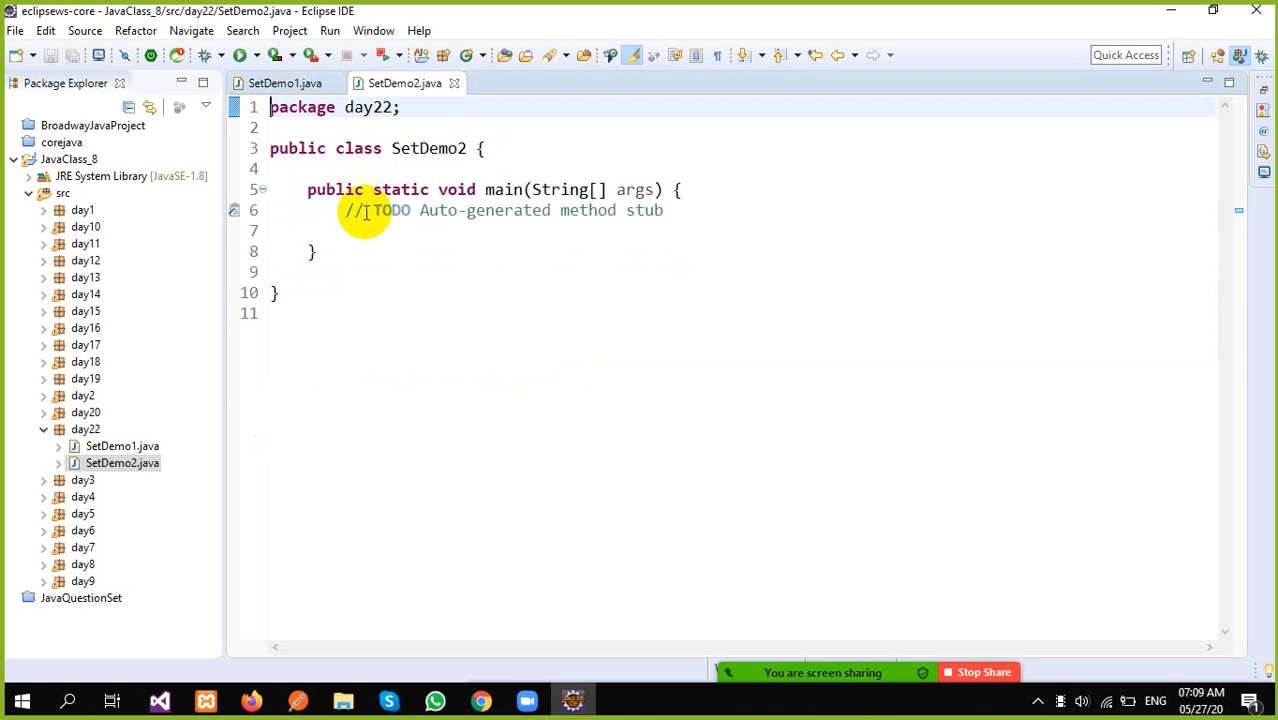 eclipsews-core - JavaClass_8/src/day22/SetDemo2.java - Eclipse IDE
File Edit Source Refactor Navigate Search Project Run Window Help
Quick Access
Package Explorer
SetDemo1.java
SetDemo2.java
BroadwayJavaProject
corejava
JavaClass_8
JRE System Library [JavaSE-1.8]
src
day1
day10
day11
day12
day13
day14
day15
day16
day17
day18
day19
day2
day20
day22
SetDemo1.java
SetDemo2.java
day3
day4
day5
day6
day7
day8
day9
JavaQuestionSet
1 package day22;
2
3 public class SetDemo2 {
4
5 public static void main(String[] args) {
6 // TODO Auto-generated method stub
7
8 }
9
10 }
11
You are screen sharing
Stop Share
ENG
07:09 AM
05/27/20